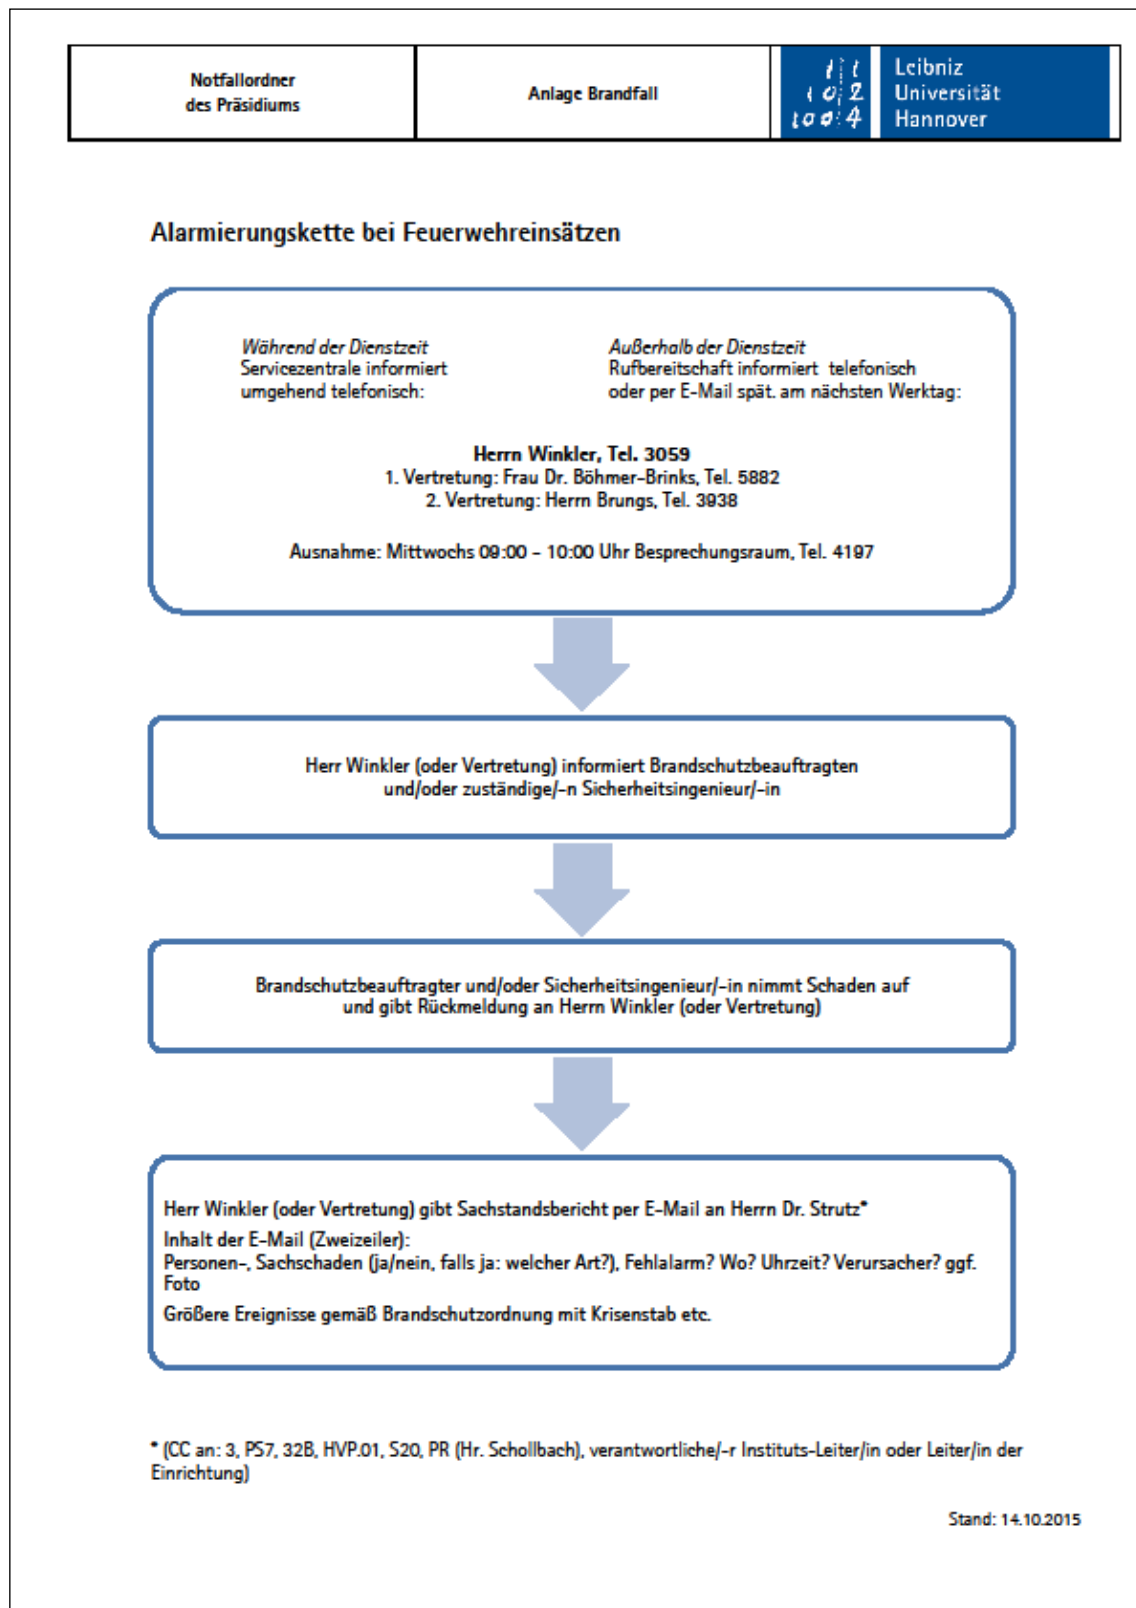 Notfallordner
des Präsidiums
Anlage Brandfall
Leibniz
Universität
Hannover
Alarmierungskette bei Feuerwehreinsätzen
Während der Dienstzeit
Servicezentrale informiert
umgehend telefonisch:
Außerhalb der Dienstzeit
Rufbereitschaft informiert telefonisch
oder per E-Mail spät. am nächsten Werktag:
Herrn Winkler, Tel. 3059
1. Vertretung: Frau Dr. Böhmer-Brinks, Tel. 5882
2. Vertretung: Herrn Brungs, Tel. 3938
Ausnahme: Mittwochs 09:00 - 10:00 Uhr Besprechungsraum, Tel. 4197
Herr Winkler (oder Vertretung) informiert Brandschutzbeauftragten
und/oder zuständige/-n Sicherheitsingenieur/-in
Brandschutzbeauftragter und/oder Sicherheitsingenieur/-in nimmt Schaden auf
und gibt Rückmeldung an Herrn Winkler (oder Vertretung)
Herr Winkler (oder Vertretung) gibt Sachstandsbericht per E-Mail an Herrn Dr. Strutz*
Inhalt der E-Mail (Zweizeiler):
Personen-, Sachschaden (ja/nein, falls ja: welcher Art?), Fehlalarm? Wo? Uhrzeit? Verursacher? ggf.
Foto
Größere Ereignisse gemäß Brandschutzordnung mit Krisenstab etc.
* (CC an: 3, PS7, 32B, HVP.01, S20, PR (Hr. Schollbach), verantwortliche/-r Instituts-Leiter/in oder Leiter/in der
Einrichtung)
Stand: 14.10.2015